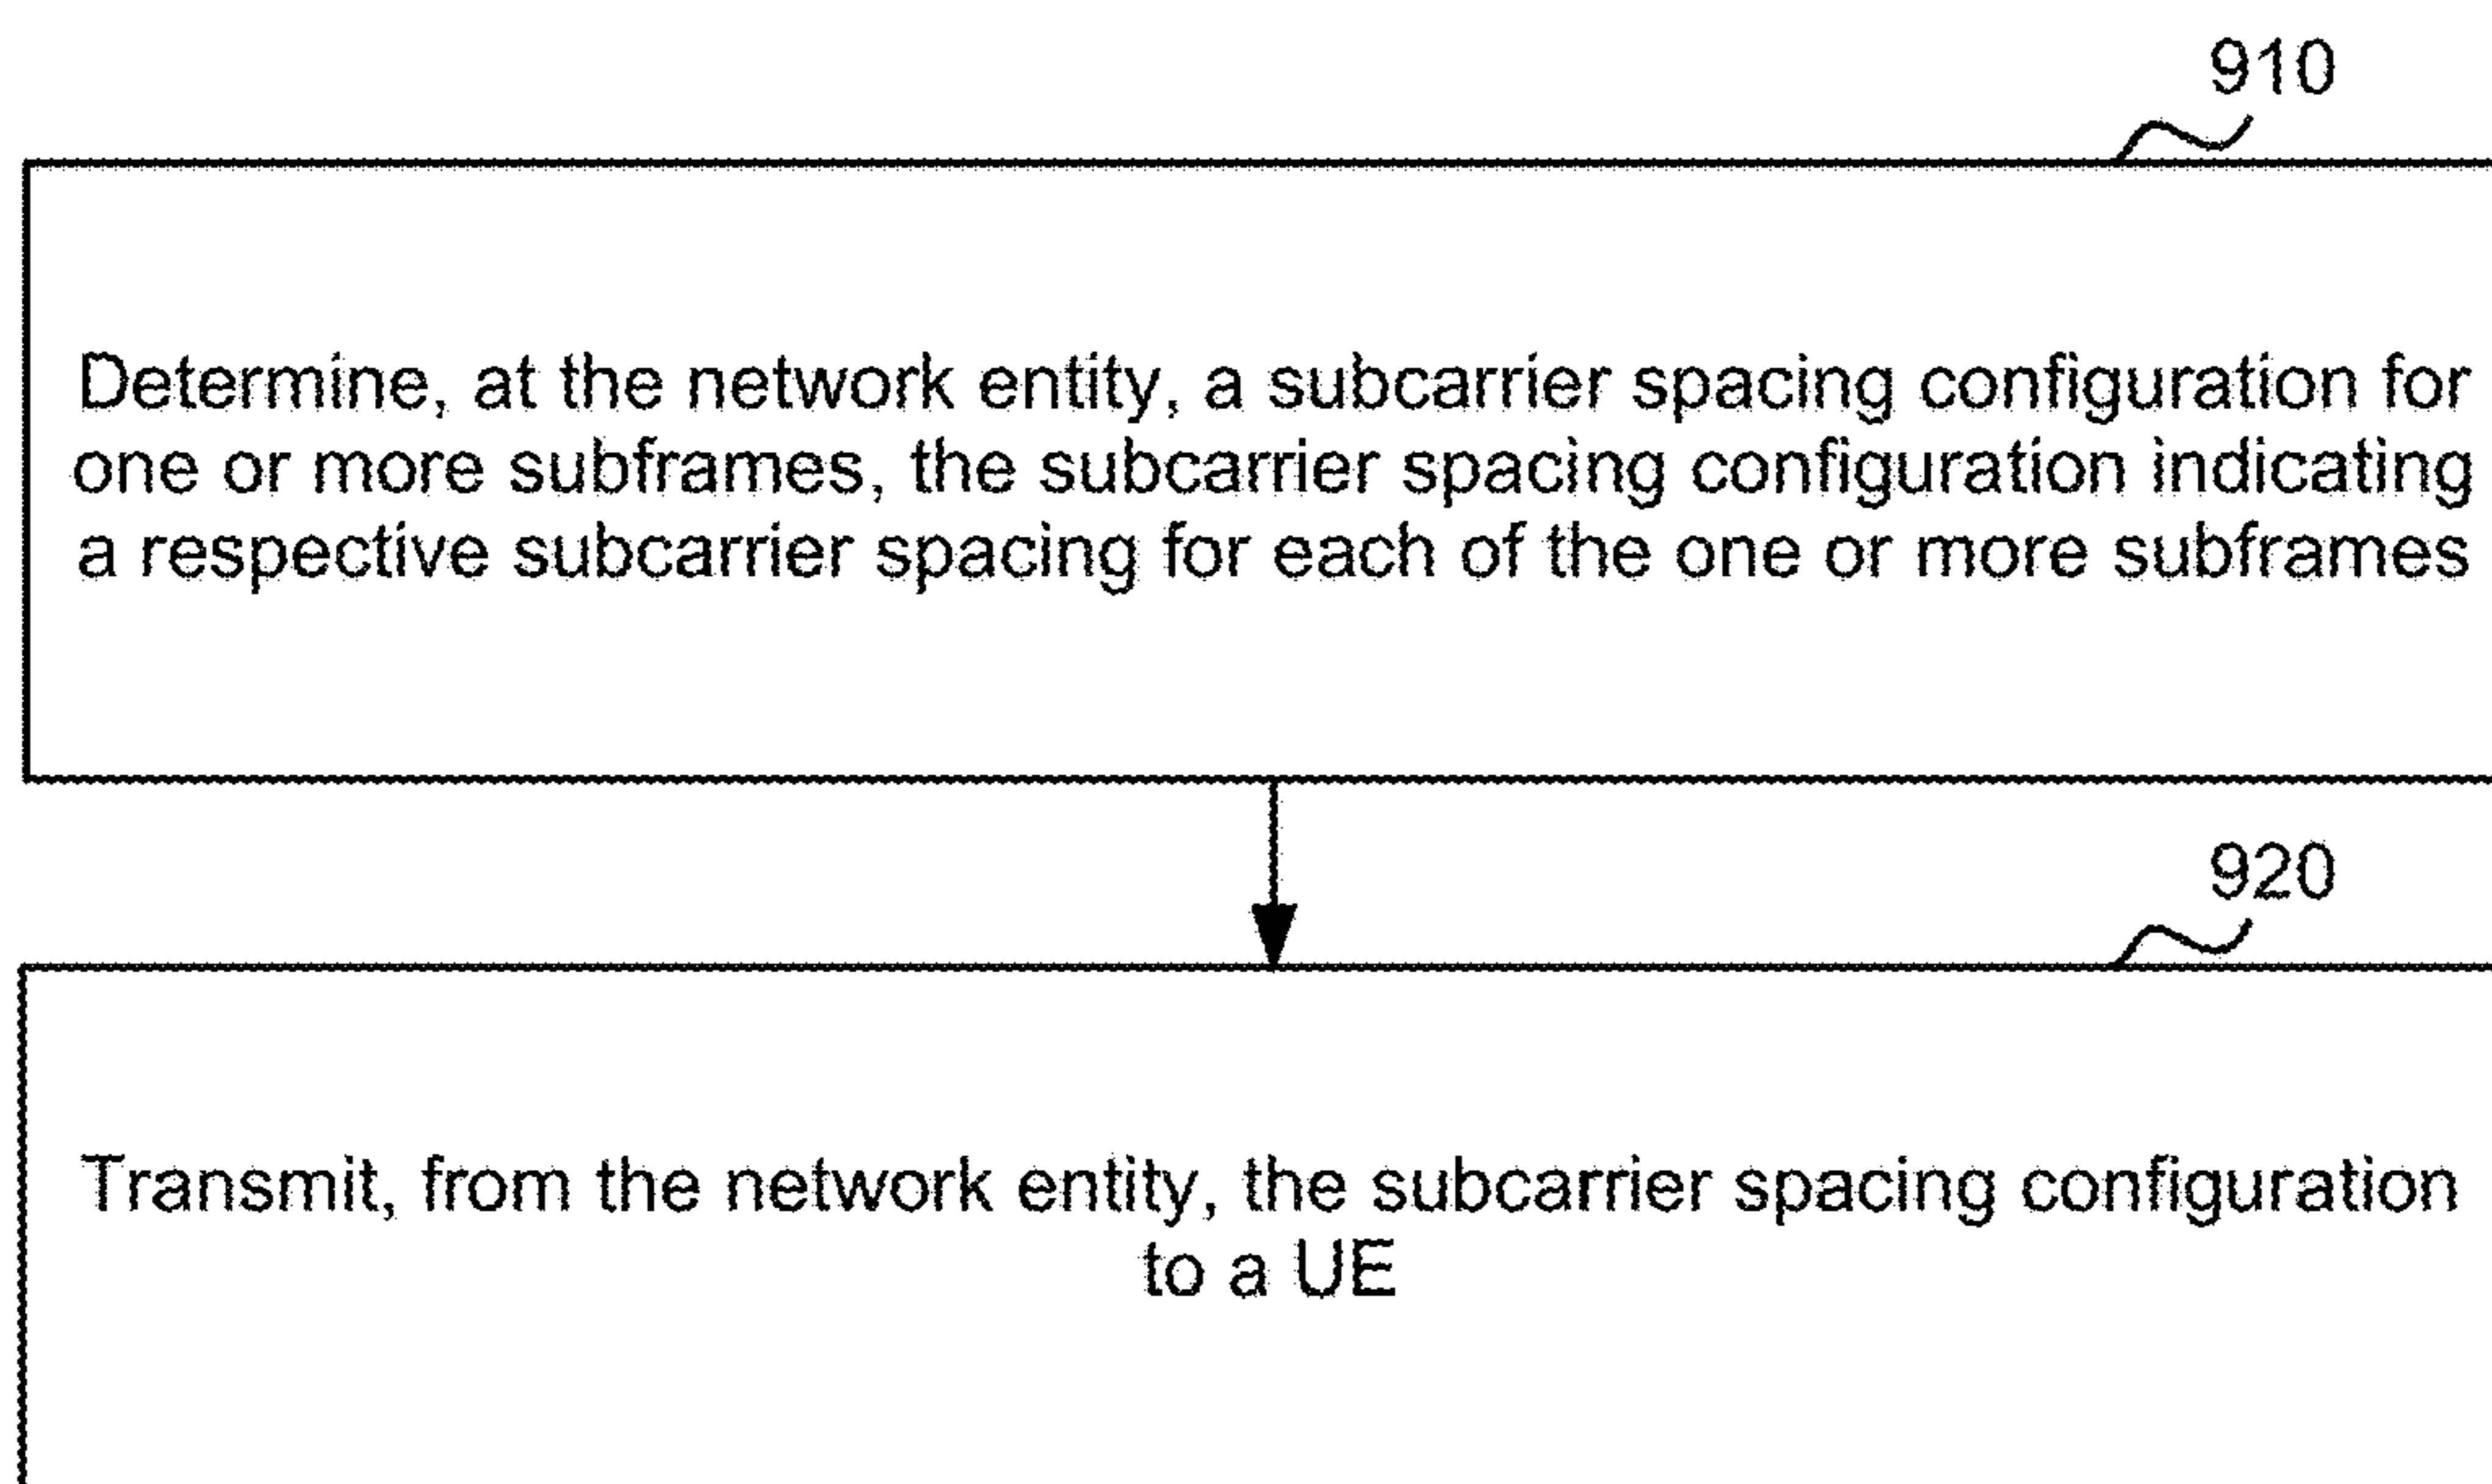 910
Determine, at the network entity, a subcarrier spacing configuration for
one or more subframes, the subcarrier spacing configuration indicating
a respective subcarrier spacing for each of the one or more subframes
920
Transmit, from the network entity, the subcarrier spacing configuration
to a UE